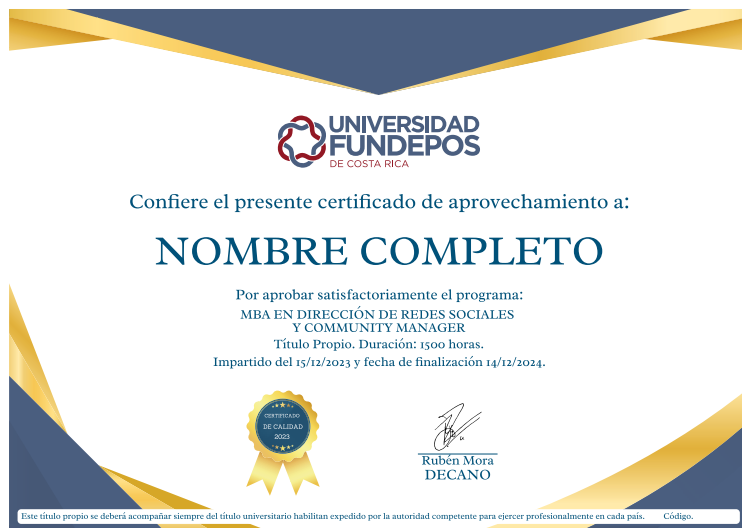 UNIVERSIDAD
FUNDEPOS
DE COSTA RICA
Confiere el presente certificado de aprovechamiento a:
NOMBRE COMPLETO
Por aprobar satisfactoriamente el programa:
MBA EN DIRECCIÓN DE REDES SOCIALES
Y COMMUNITY MANAGER
Título Propio. Duración: 1500 horas.
Impartido del 15/12/2023 y fecha de finalización 14/12/2024.
CERTIFICADO
DE CALIDAD
2023
Rubén Mora
DECANO
Este título propio se deberá acompañar siempre del título universitario habilitan expedido por la autoridad competente para ejercer profesionalmente en cada país. Código.